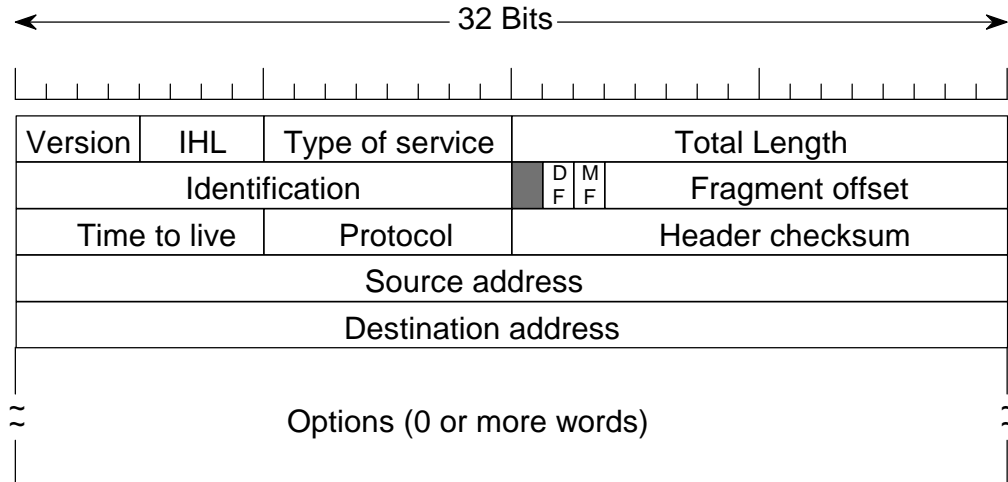 32 Bits
Version IHL Type of service Total Length
Identification D F M F Fragment offset
Time to live Protocol Header checksum
Source address
Destination address
Options (0 or more words)